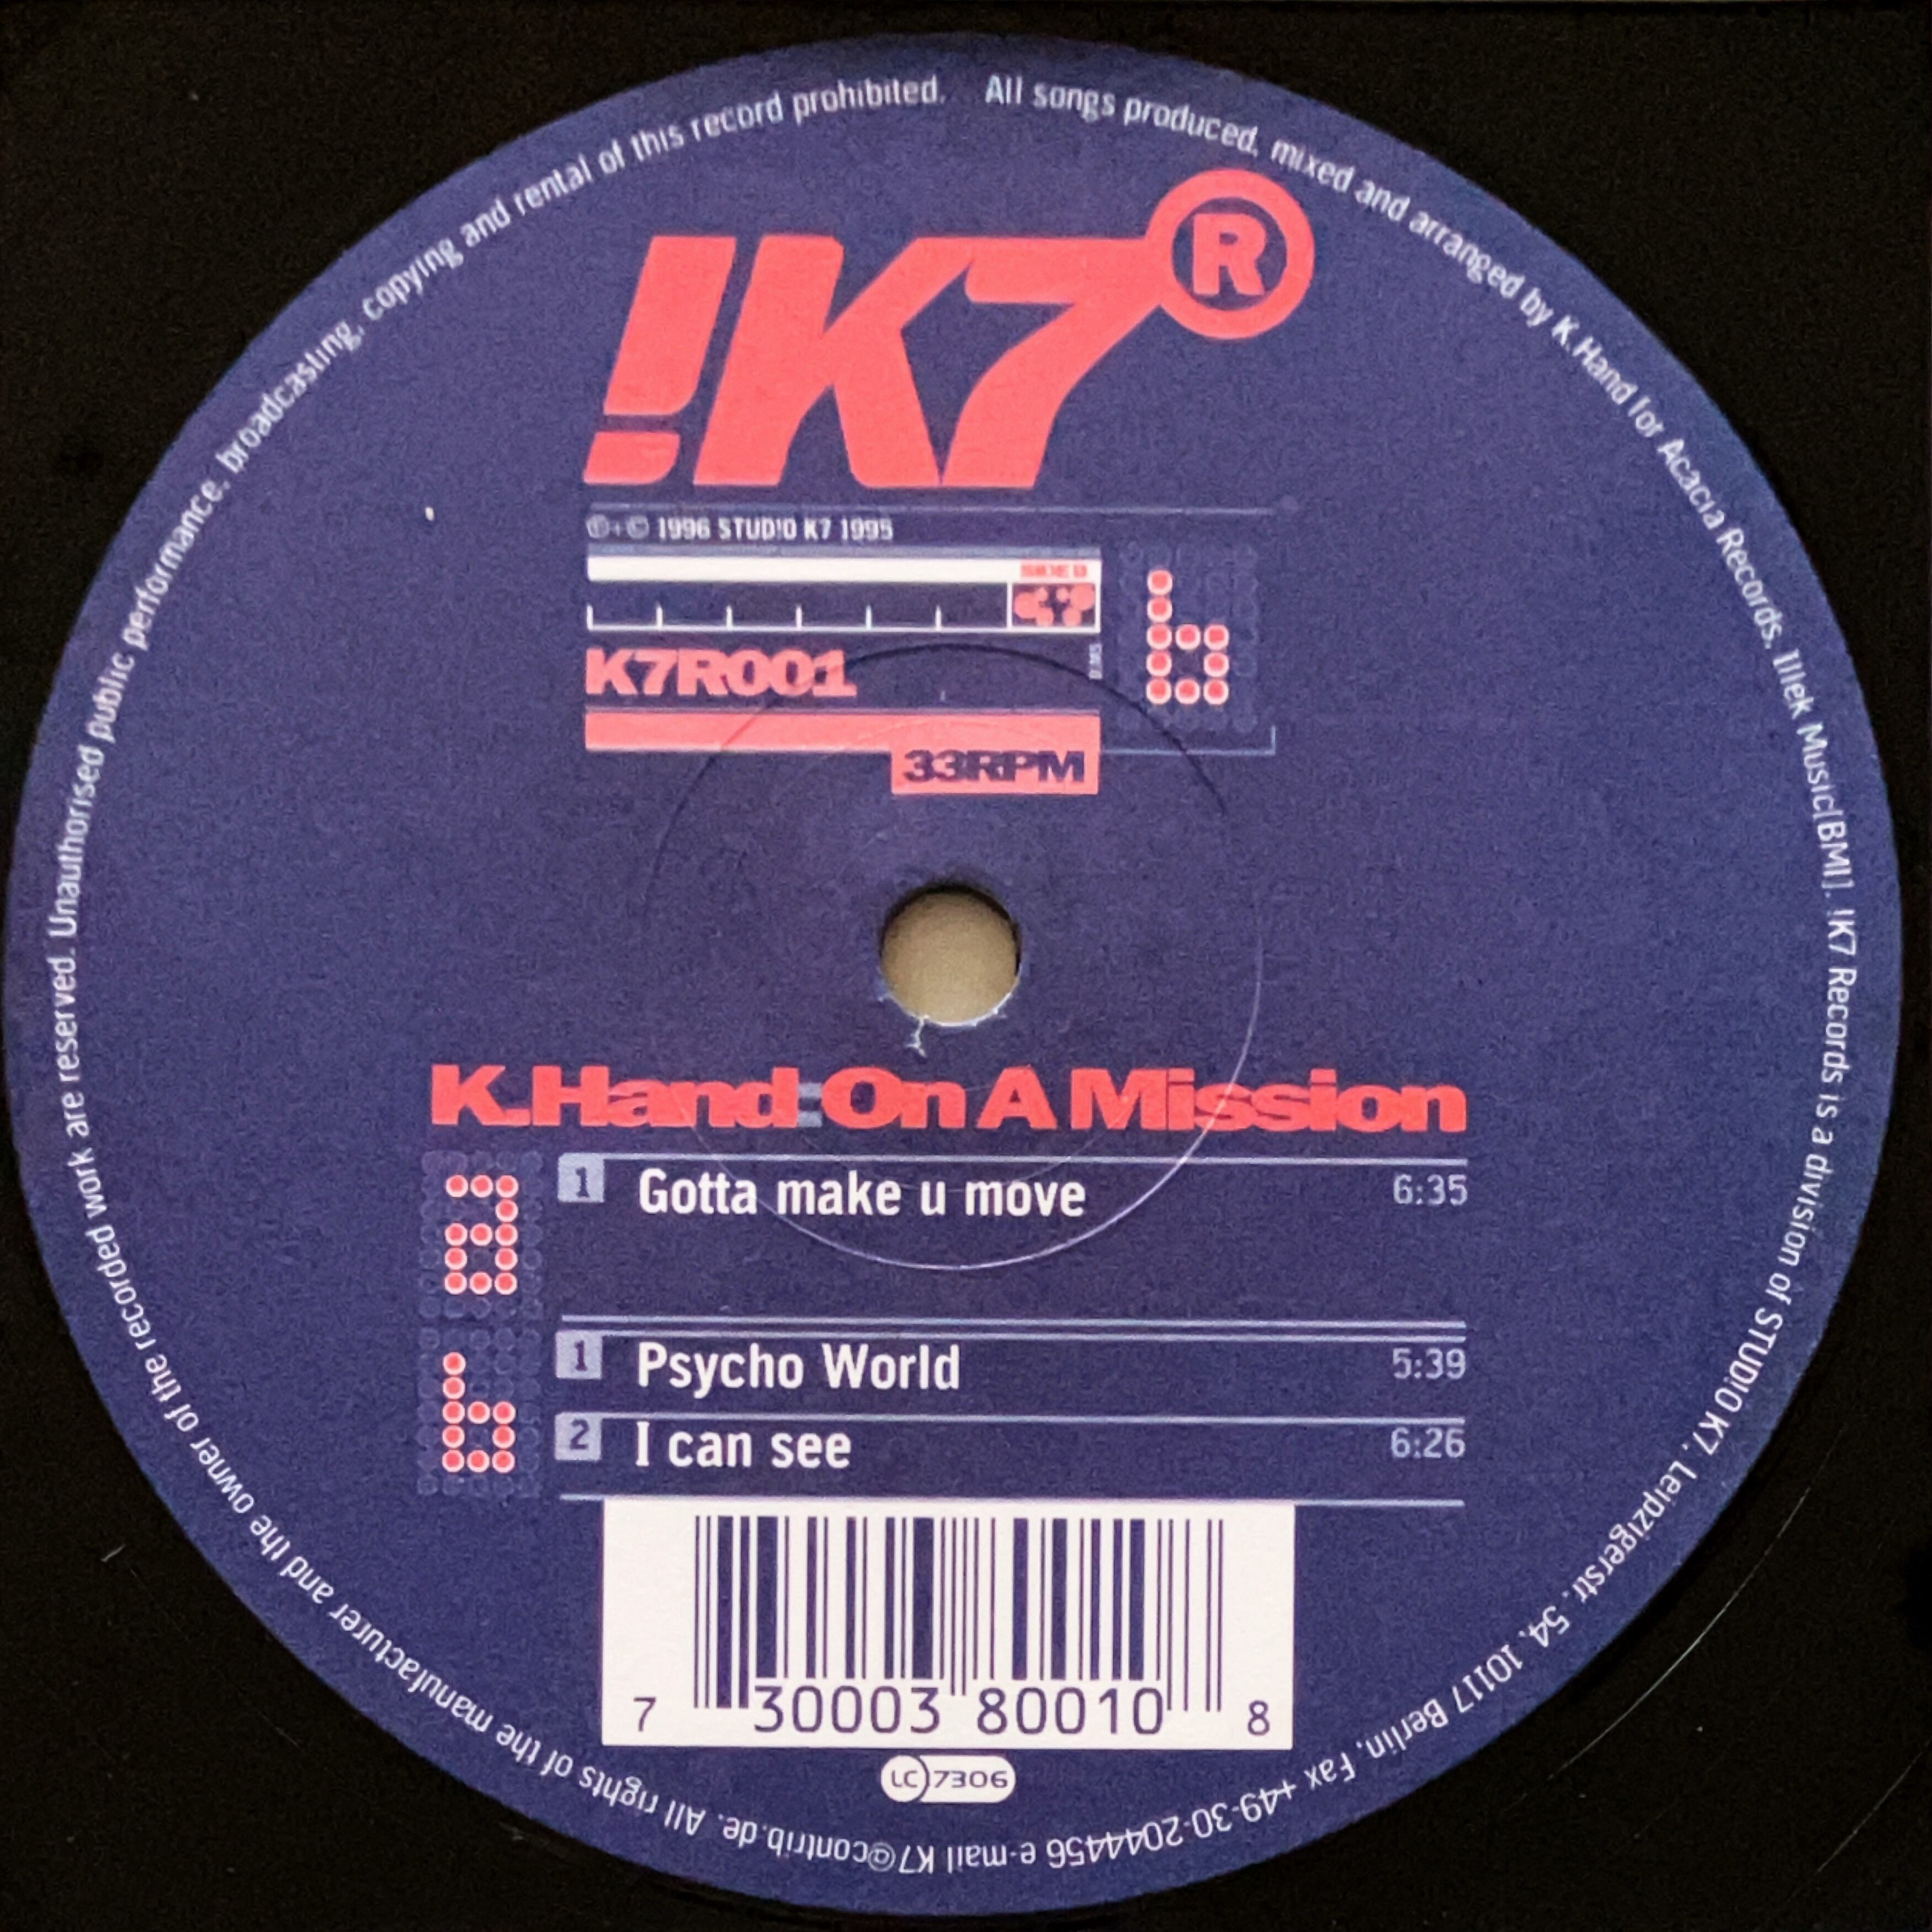 !K7®
℗+© 1996 STUD!O K7 1995
SIDE B
K7R001
b
33RPM
K.Hand:On A Mission
a
1 Gotta make u move 6:35
b
1 Psycho World 5:39
2 I can see 6:26
7 30003 80010 8
LC 7306
All songs produced, mixed and arranged by K.Hand for Acacia Records, Illek Music[BMI]. !K7 Records is a division of STUD!O K7. Leipzigerstr. 54, 10117 Berlin, Fax +49-30-2044456 e-mail K7@contrib.de. All rights of the manufacturer and the owner of the recorded work are reserved. Unauthorised public performance, broadcasting, copying and rental of this record prohibited.